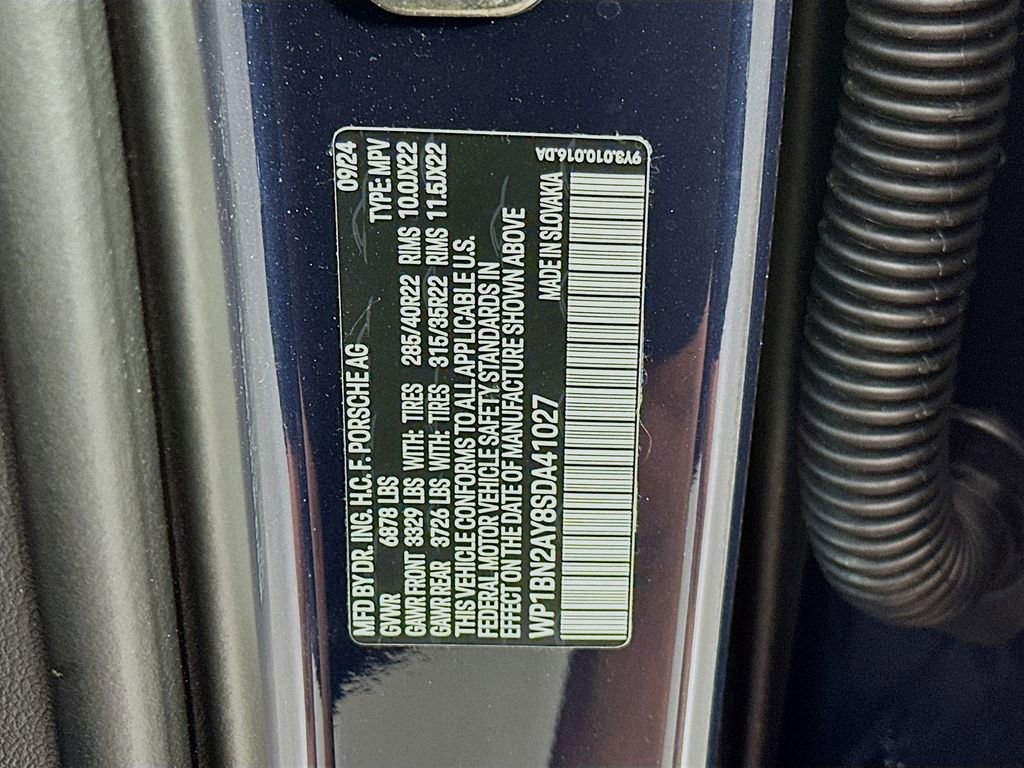 MFD BY DR. ING. H.C. F. PORSCHE AG 09/24
GVWR 6878 LBS TYPE: MPV
GAWR FRONT 3329 LBS WITH: TIRES 285/40R22 RIMS 10.0JX22
GAWR REAR 3726 LBS WITH: TIRES 315/35R22 RIMS 11.5JX22
THIS VEHICLE CONFORMS TO ALL APPLICABLE U.S.
FEDERAL MOTOR VEHICLE SAFETY STANDARDS IN
EFFECT ON THE DATE OF MANUFACTURE SHOWN ABOVE
WP1BN2AY8SDA41027 MADE IN SLOVAKIA
9Y3.010.016.DA